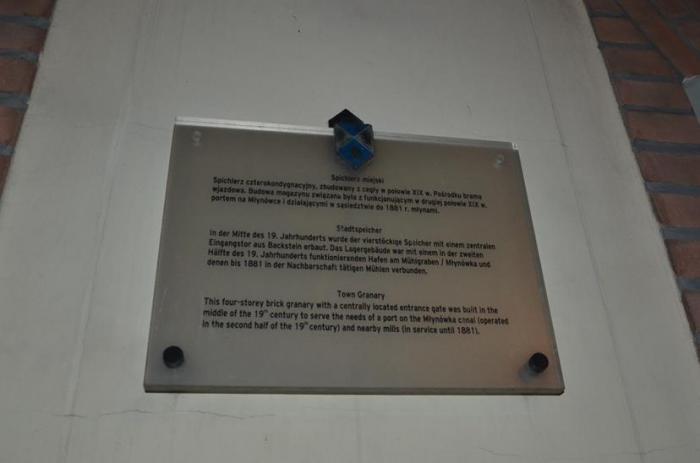 Spichlerz miejski
Spichlerz czterokondygnacyjny, zbudowany z cegły w połowie XIX w. Pośrodku brama
wjazdowa. Budowa magazynu związana była z funkcjonującym w drugiej połowie XIX w.
portem na Młynówce i działającymi w sąsiedztwie do 1881 r. młynami.
Stadtspeicher
In der Mitte des 19. Jahrhunderts wurde der vierstöckige Speicher mit einem zentralen
Eingangstor aus Backstein erbaut. Das Lagergebäude war mit einem in der zweiten
Hälfte des 19. Jahrhunderts funktionierenden Hafen am Mühlgraben / Młynówka und
denen bis 1881 in der Nachbarschaft tätigen Mühlen verbunden.
Town Granary
This four-storey brick granary with a centrally located entrance gate was built in the
middle of the 19th century to serve the needs of a port on the Młynówka canal (operated
in the second half of the 19th century) and nearby mills (in service until 1881).